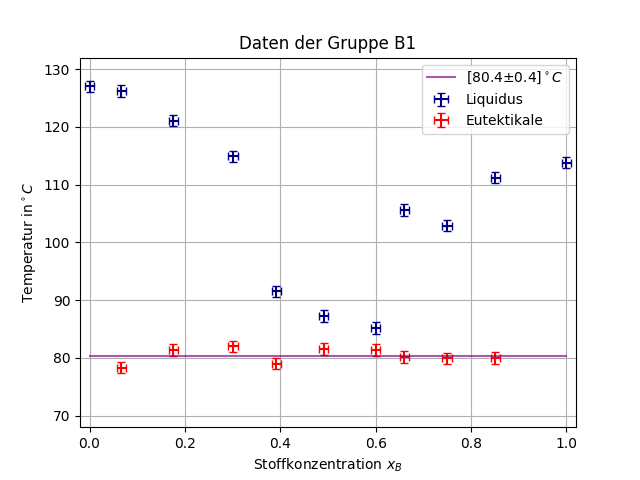 Daten der Gruppe B1
[80.4±0.4]°C
Liquidus
Eutektikale
Temperatur in°C
130
120
110
100
90
80
70
0.0 0.2 0.4 0.6 0.8 1.0
Stoffkonzentration x_B